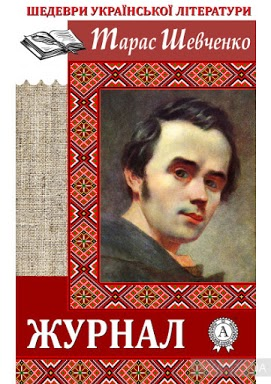 ШЕДЕВРИ УКРАЇНСЬКОЇ ЛІТЕРАТУРИ
Тарас Шевченко
ЖУРНАЛ
А